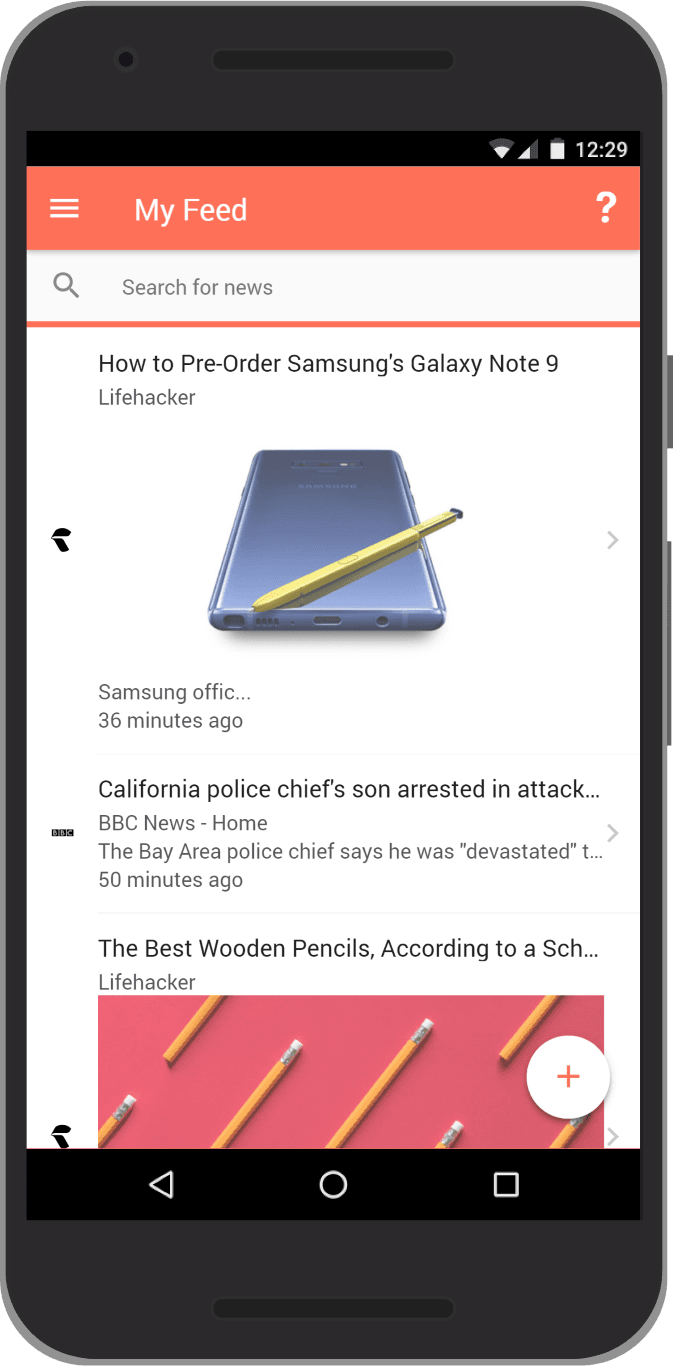 12:29
My Feed
?
Search for news
How to Pre-Order Samsung's Galaxy Note 9
Lifehacker
SAMSUNG
Samsung offic...
36 minutes ago
California police chief's son arrested in attack...
BBC News - Home
BBC
The Bay Area police chief says he was "devastated" t...
50 minutes ago
The Best Wooden Pencils, According to a Sch...
Lifehacker
+